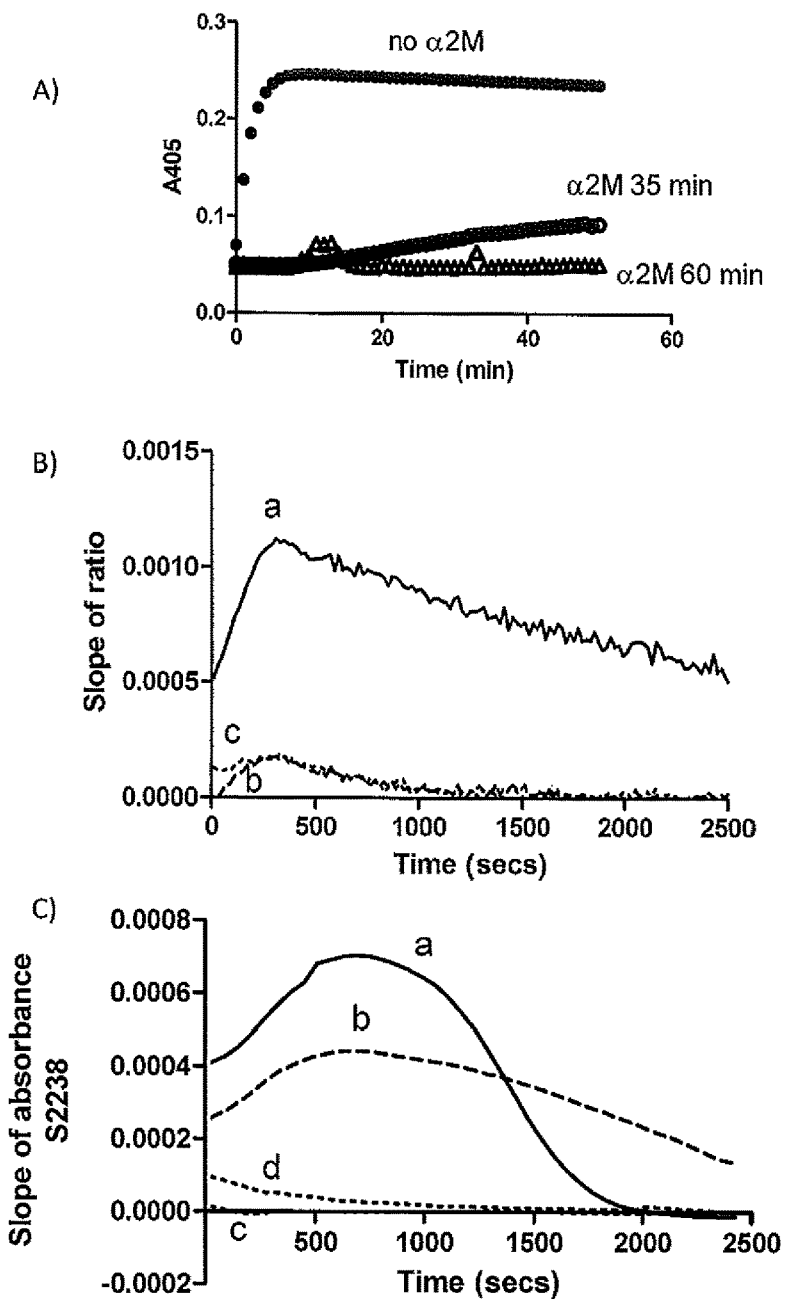 A)
no α2M
0.3
0.2
0.1
0.0
A405
α2M 35 min
α2M 60 min
0
20
40
60
Time (min)
B)
0.0015
0.0010
0.0005
0.0000
Slope of ratio
a
c
b
0
500
1000
1500
2000
2500
Time (secs)
C)
0.0008
0.0006
0.0004
0.0002
0.0000
-0.0002
Slope of absorbance
S2238
a
b
d
c
500
1000
1500
2000
2500
Time (secs)